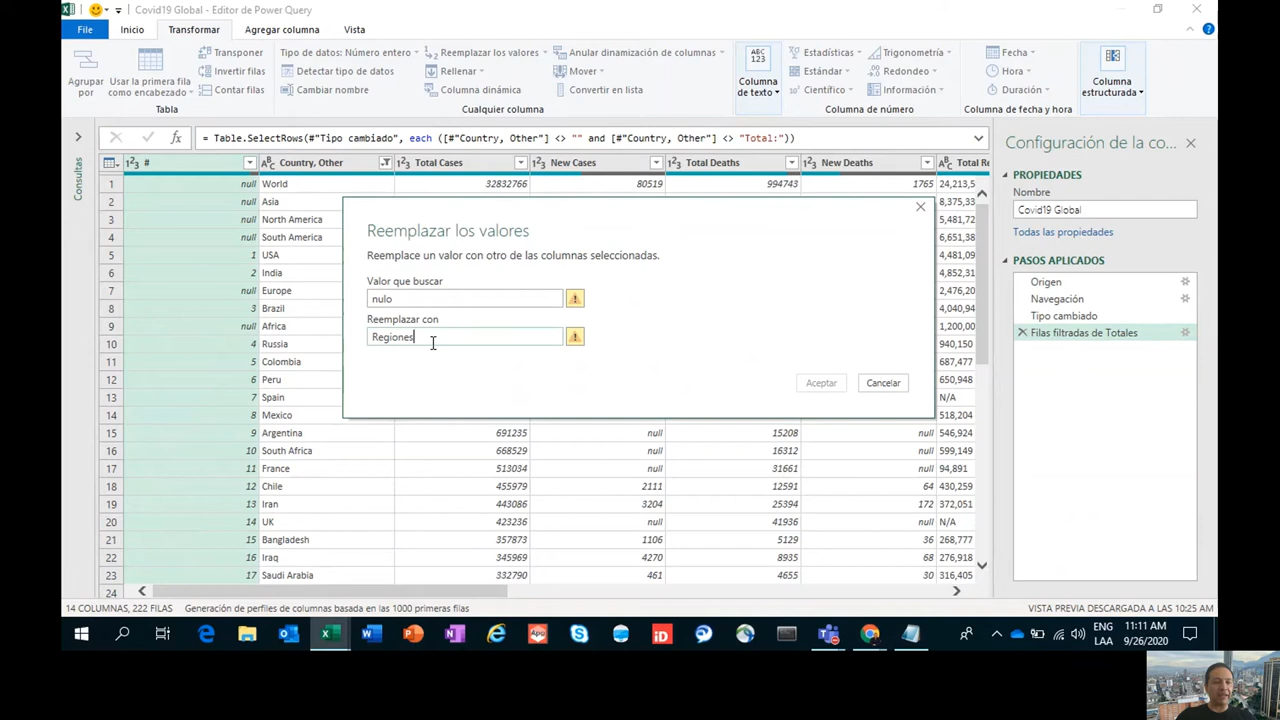 Covid19 Global - Editor de Power Query
File Inicio Transformar Agregar columna Vista
Transponer Tipo de datos: Número entero Reemplazar los valores Anular dinamización de columnas ABC 123 Estadísticas Trigonometría Fecha
Agrupar por Usar la primera fila como encabezado Invertir filas Detectar tipo de datos Rellenar Mover Columna de texto Estándar Redondeo Hora Columna estructurada
Contar filas Cambiar nombre Columna dinámica Convertir en lista Científico Información Duración
Tabla Cualquier columna Columna de número Columna de fecha y hora
= Table.SelectRows(#"Tipo cambiado", each ([#"Country, Other"] <> "" and [#"Country, Other"] <> "Total:"))
Consultas
# Country, Other Total Cases New Cases Total Deaths New Deaths Total Re
1 null World 32832766 80519 994743 1765 24,213,5
2 null Asia 8,375,33
3 null North America 5,481,72
4 null South America 6,651,38
5 1 USA 4,481,09
6 2 India 4,852,31
7 null Europe 2,476,20
8 3 Brazil 4,040,94
9 null Africa 1,200,00
10 4 Russia 940,150
11 5 Colombia 687,477
12 6 Peru 650,948
13 7 Spain N/A
14 8 Mexico 518,204
15 9 Argentina 691235 null 15208 null 546,924
16 10 South Africa 668529 null 16312 null 599,149
17 11 France 513034 null 31661 null 94,891
18 12 Chile 455979 2111 12591 64 430,259
19 13 Iran 443086 3204 25394 172 372,051
20 14 UK 423236 null 41936 null N/A
21 15 Bangladesh 357873 1106 5129 36 268,777
22 16 Iraq 345969 4270 8935 68 276,918
23 17 Saudi Arabia 332790 461 4655 30 316,405
24
Reemplazar los valores
Reemplace un valor con otro de las columnas seleccionadas.
Valor que buscar
nulo
Reemplazar con
Regiones
Aceptar Cancelar
Configuración de la co...
PROPIEDADES
Nombre
Covid19 Global
Todas las propiedades
PASOS APLICADOS
Origen
Navegación
Tipo cambiado
Filas filtradas de Totales
14 COLUMNAS, 222 FILAS Generación de perfiles de columnas basada en las 1000 primeras filas VISTA PREVIA DESCARGADA A LAS 10:25 AM
ENG 11:11 AM
LAA 9/26/2020